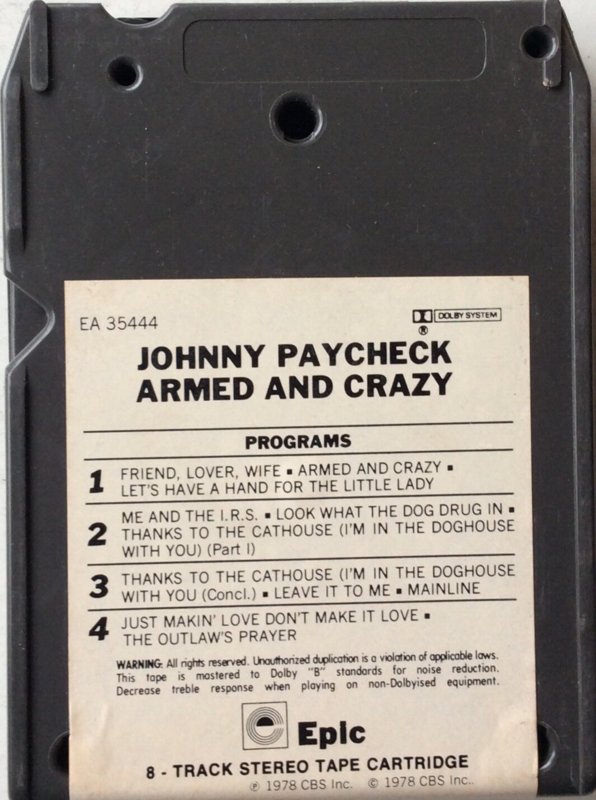 EA 35444
DOLBY SYSTEM
®
JOHNNY PAYCHECK
ARMED AND CRAZY
PROGRAMS
1 FRIEND, LOVER, WIFE ▪ ARMED AND CRAZY ▪
LET'S HAVE A HAND FOR THE LITTLE LADY
2 ME AND THE I.R.S. ▪ LOOK WHAT THE DOG DRUG IN ▪
THANKS TO THE CATHOUSE (I'M IN THE DOGHOUSE
WITH YOU) (Part I)
3 THANKS TO THE CATHOUSE (I'M IN THE DOGHOUSE
WITH YOU (Concl.) ▪ LEAVE IT TO ME ▪ MAINLINE
4 JUST MAKIN' LOVE DON'T MAKE IT LOVE ▪
THE OUTLAW'S PRAYER
WARNING: All rights reserved. Unauthorized duplication is a violation of applicable laws.
This tape is mastered to Dolby "B" standards for noise reduction.
Decrease treble response when playing on non-Dolbyised equipment.
Epic
8 - TRACK STEREO TAPE CARTRIDGE
℗ 1978 CBS Inc. © 1978 CBS Inc..